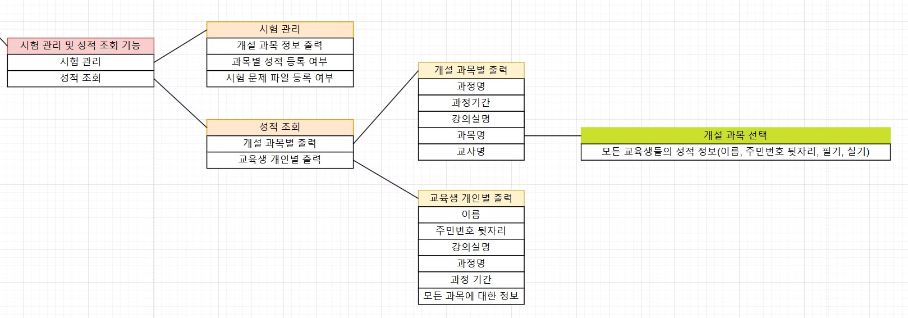 시험 관리 및 성적 조회 기능
시험 관리
성적 조회
시험 관리
개설 과목 정보 출력
과목별 성적 등록 여부
시험 문제 파일 등록 여부
성적 조회
개설 과목별 출력
교육생 개인별 출력
개설 과목별 출력
과정명
과정기간
강의실명
과목명
교사명
개설 과목 선택
모든 교육생들의 성적 정보(이름, 주민번호 뒷자리, 필기, 실기)
교육생 개인별 출력
이름
주민번호 뒷자리
강의실명
과정명
과정 기간
모든 과목에 대한 정보